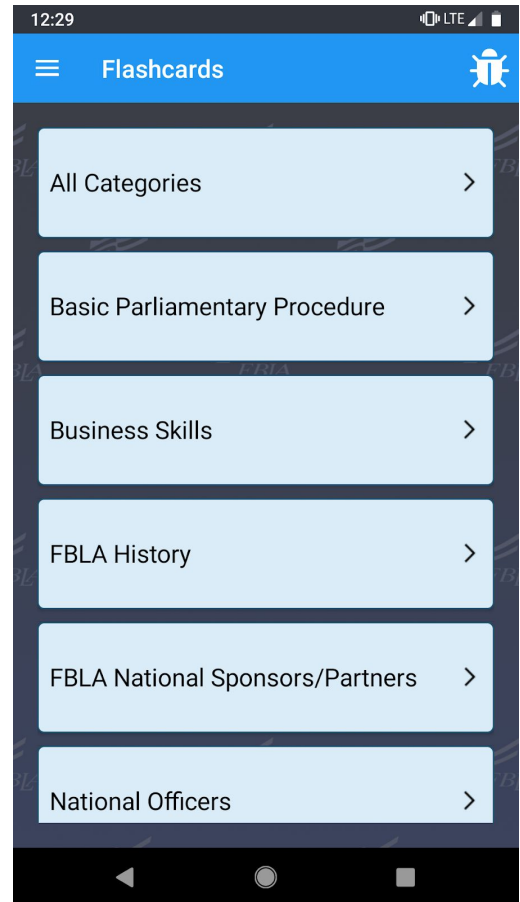 12:29
LTE
Flashcards
All Categories
Basic Parliamentary Procedure
FBLA
Business Skills
FBLA History
FBLA National Sponsors/Partners
National Officers